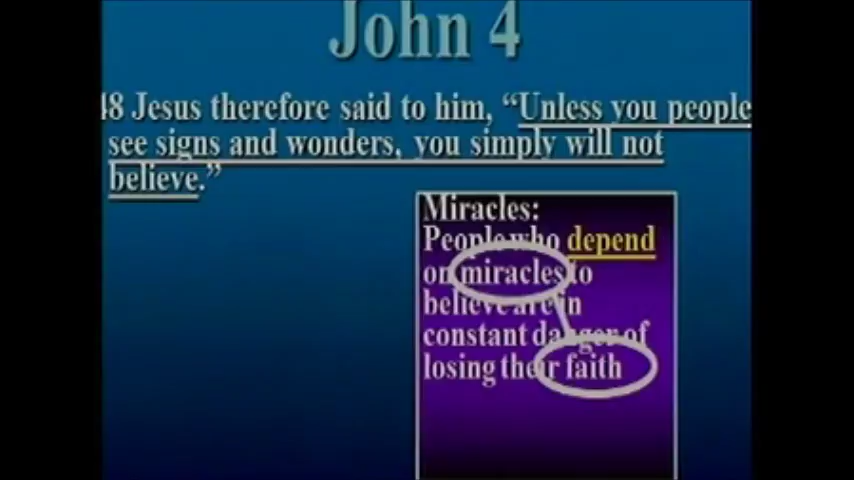 John 4
48 Jesus therefore said to him, “Unless you people
see signs and wonders, you simply will not
believe.”
Miracles:
People who depend
on miracles to
believe are in
constant danger of
losing their faith